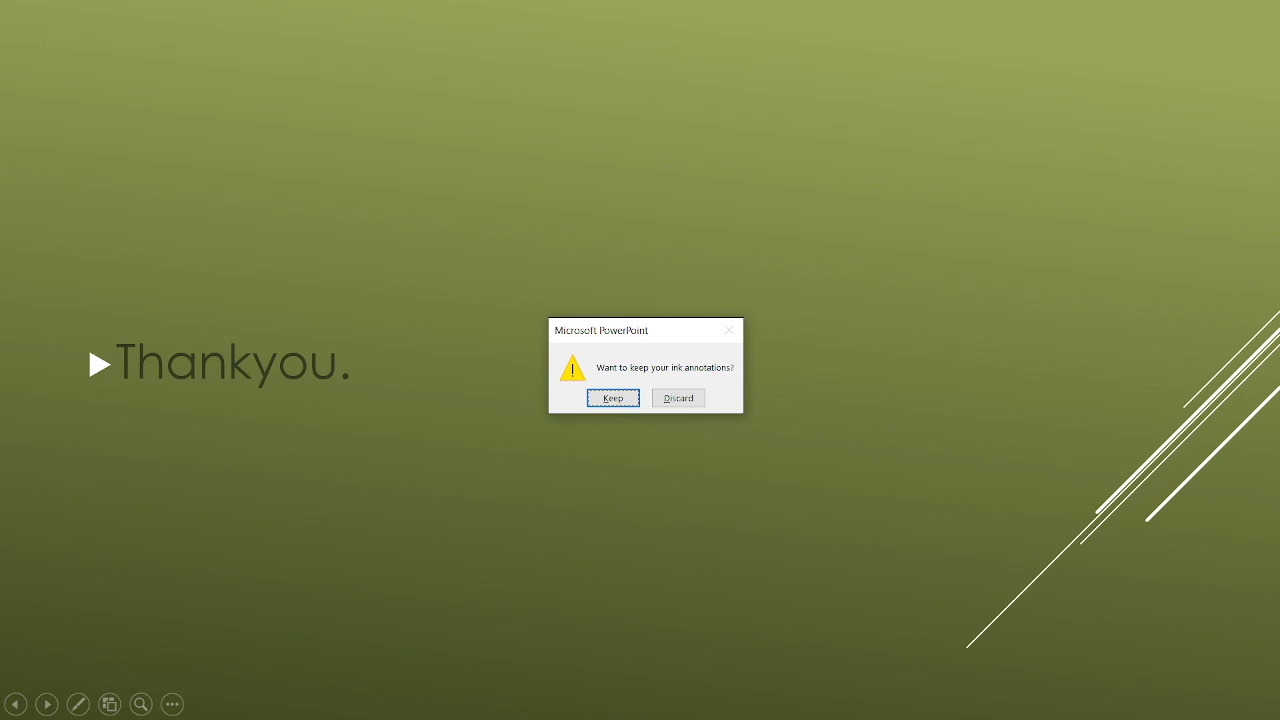 Thankyou.
Microsoft PowerPoint
Want to keep your ink annotations?
Keep
Discard